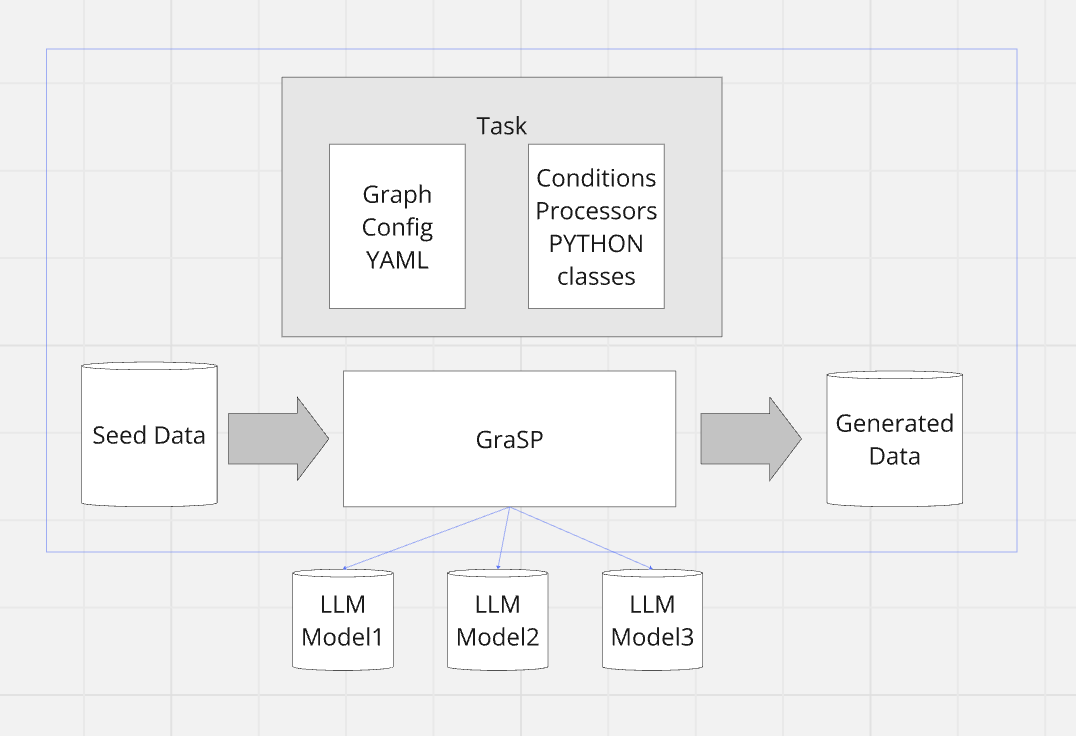 Task
Graph
Config
YAML
Conditions
Processors
PYTHON
classes
Seed Data
GraSP
Generated
Data
LLM
Model1
LLM
Model2
LLM
Model3